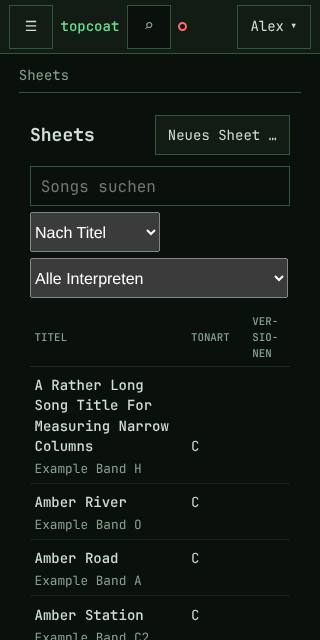 ☰ topcoat ⌕ Alex ▾
Sheets
Sheets
Neues Sheet …
Songs suchen
Nach Titel
Alle Interpreten
TITEL TONART VER-
SIO-
NEN
A Rather Long
Song Title For
Measuring Narrow
Columns C
Example Band H
Amber River C
Example Band O
Amber Road C
Example Band A
Amber Station C
Example Band C2